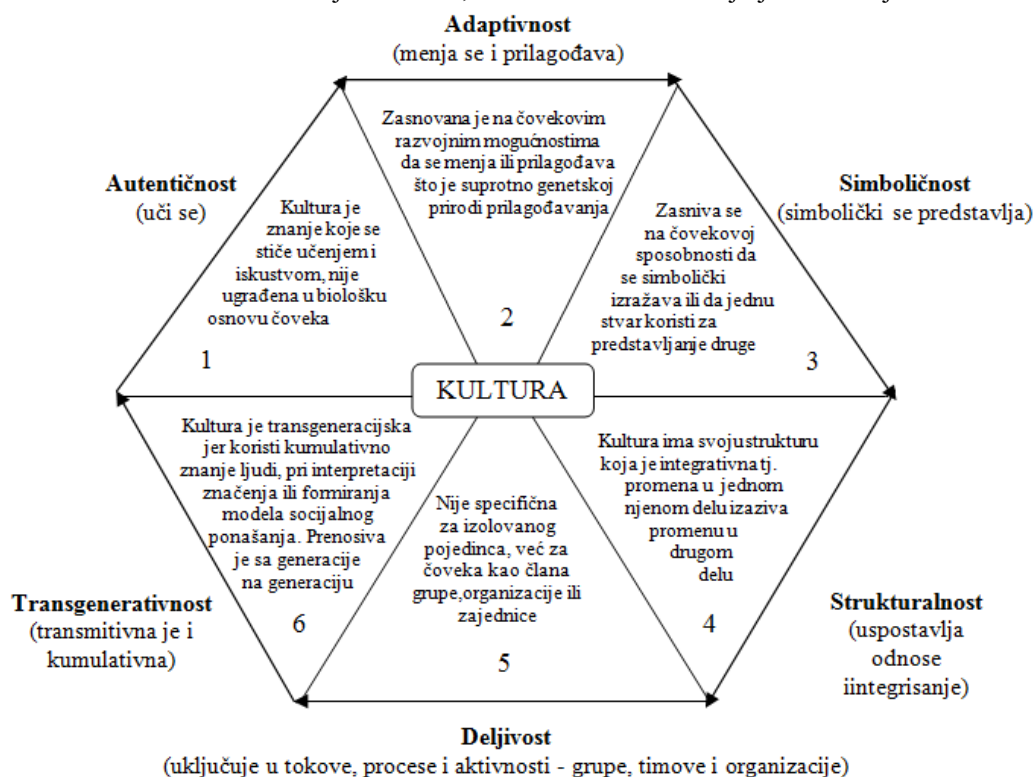 Adaptivnost
(menja se i prilagođava)
Autentičnost
(uči se)
Simboličnost
(simbolički se predstavlja)
Kultura je
znanje koje se
stiče učenjem i
iskustvom, nije
ugrađena u biološku
osnovu čoveka
1
Zasnovana je na čovekovim
razvojnim mogućnostima
da se menja ili prilagođava
što je suprotno genetskoj
prirodi prilagođavanja
2
Zasniva se
na čovekovoj
sposobnosti da
se simbolički
izražava ili da jednu
stvar koristi za
predstavljanje druge
3
KULTURA
Kultura ima svoju strukturu
koja je integrativna tj.
promena u jednom
njenom delu izaziva
promenu u
drugom
delu
4
Nije specifična
za izolovanog
pojedinca, već za
čoveka kao člana
grupe,organizacije ili
zajednice
5
Kultura je transgeneracijska
jer koristi kumulativno
znanje ljudi, pri interpretaciji
značenja ili formiranja
modela socijalnog
ponašanja. Prenosiva
je sa generacije
na generaciju
6
Transgenerativnost
(transmitivna je i
kumulativna)
Strukturalnost
(uspostavlja
odnose
iintegrisanje)
Deljivost
(uključuje u tokove, procese i aktivnosti - grupe, timove i organizacije)